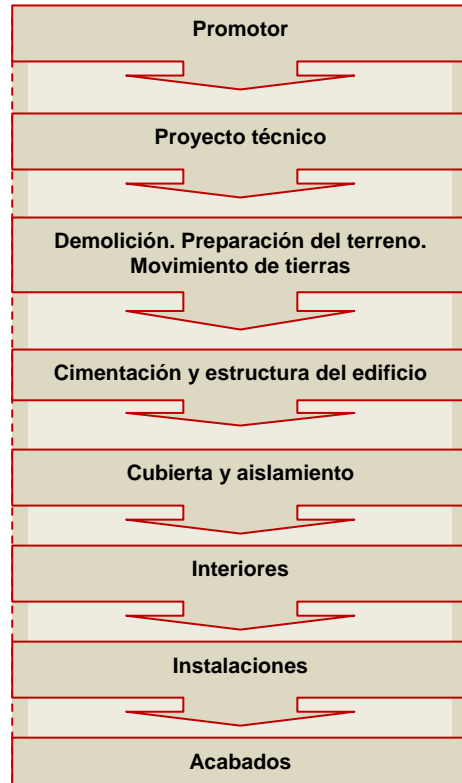 Promotor
Proyecto técnico
Demolición. Preparación del terreno.
Movimiento de tierras
Cimentación y estructura del edificio
Cubierta y aislamiento
Interiores
Instalaciones
Acabados